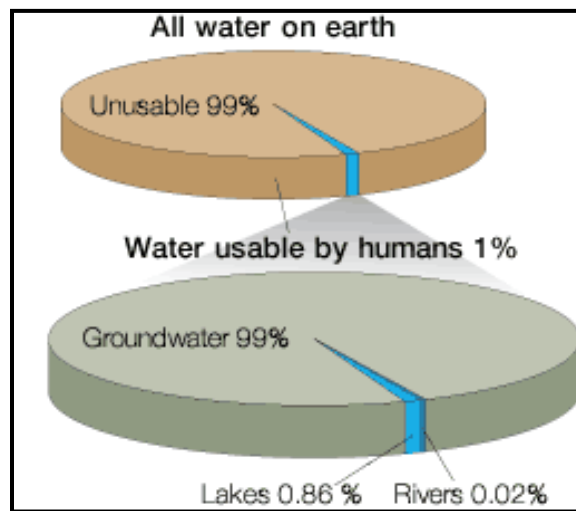 All water on earth
Unusable 99%
Water usable by humans 1%
Groundwater 99%
Lakes 0.86 % Rivers 0.02%